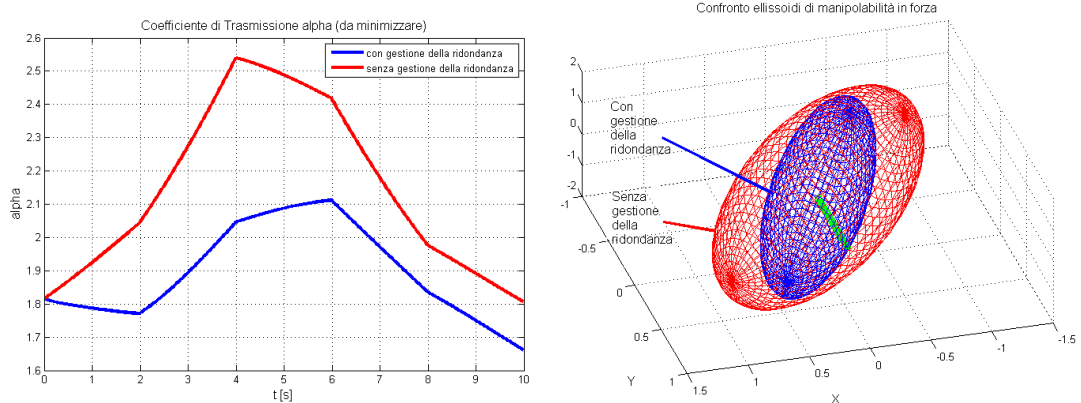 Coefficiente di Trasmissione alpha (da minimizzare)
con gestione della ridondanza
senza gestione della ridondanza
2.6
2.5
2.4
2.3
2.2
2.1
2
1.9
1.8
1.7
1.6
alpha
0 1 2 3 4 5 6 7 8 9 10
t [s]
Confronto ellissoidi di manipolabilità in forza
2
1
0
-1
-2
Con
gestione
della
ridondanza
Senza
gestione
della
ridondanza
-1
-0.5
0
0.5
1
Y
1.5
1
0.5
0
-0.5
-1
-1.5
X